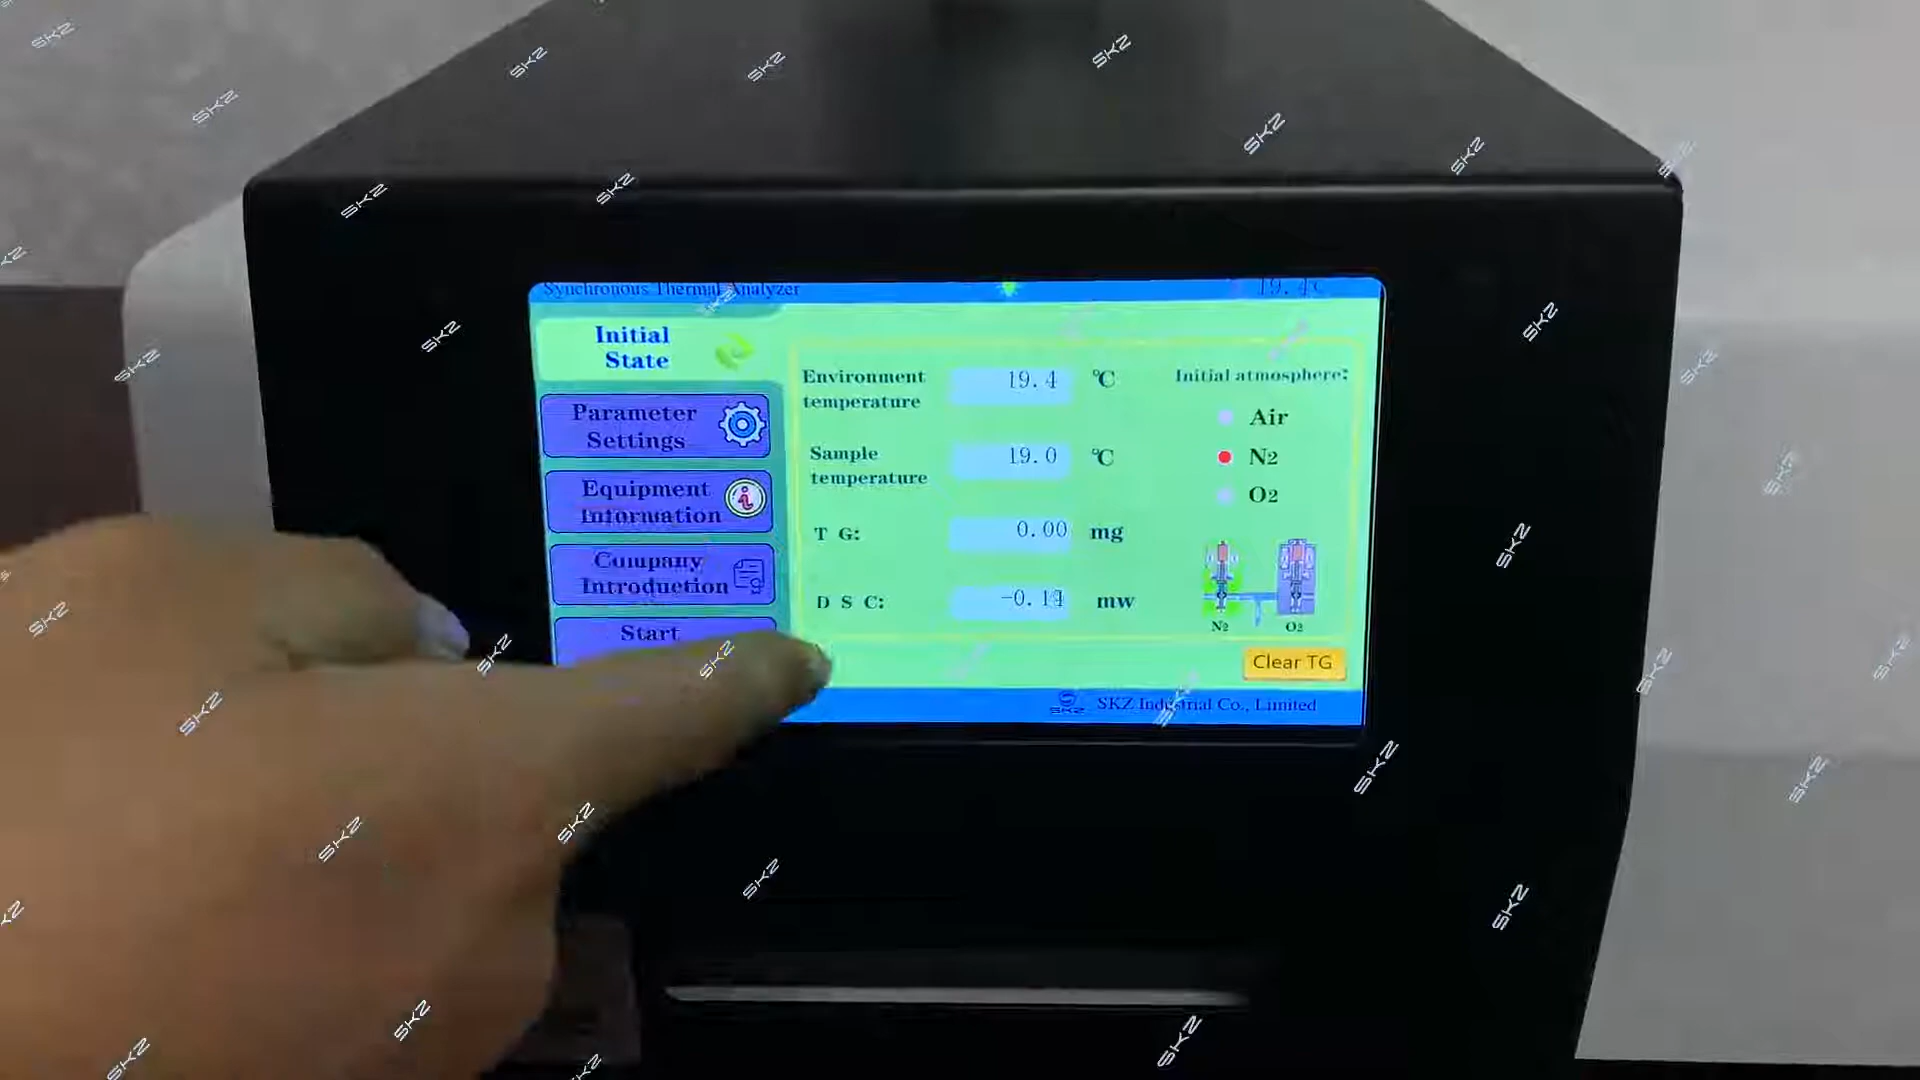 Synchronous Thermal Analyzer
19.4℃
Initial
State
Parameter
Settings
Equipment
Information
Company
Introduction
Start
Environment
temperature
19.4 ℃
Sample
temperature
19.0 ℃
T G:
0.00 mg
D S C:
mw
Initial atmosphere:
Air
N2
O2
N2
O2
Clear TG
SKZ
SKZ Industrial Co., Limited